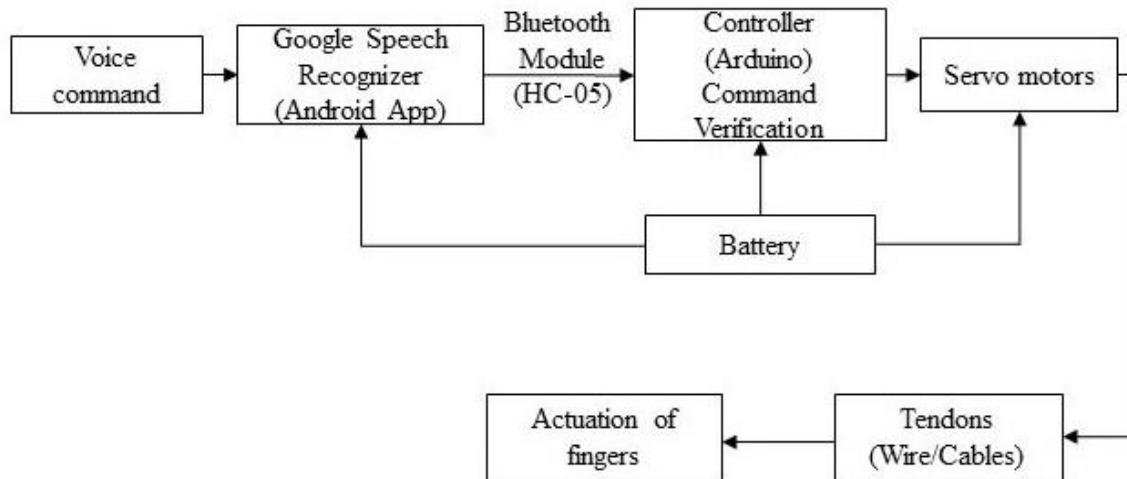 Voice
command
Google Speech
Recognizer
(Android App)
Bluetooth
Module
(HC-05)
Controller
(Arduino)
Command
Verification
Servo motors
Battery
Actuation of
fingers
Tendons
(Wire/Cables)